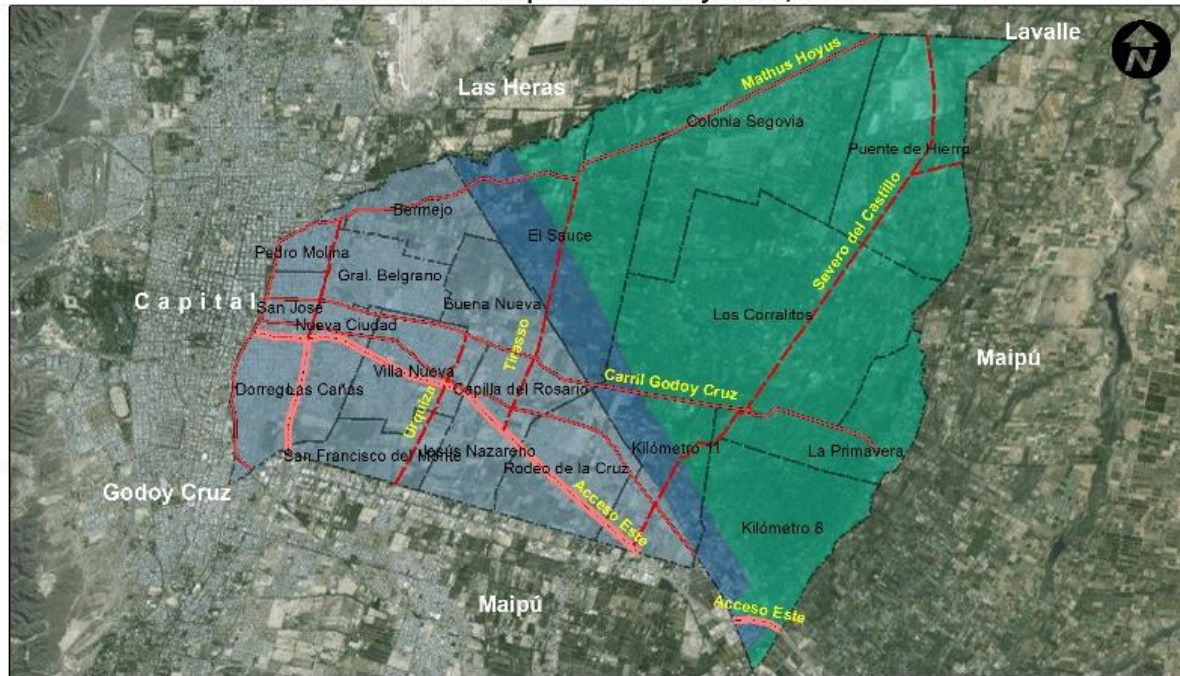 Lavalle
N
Mathus Hoyus
Las Heras
Colonia Segovia
Puente de Hierro
Severo del Castillo
Bermejo
El Sauce
Pedro Molina
Gral. Belgrano
Capital
San José
Buena Nueva
Nueva Ciudad
Los Corralitos
Tirasso
Maipú
Villa Nueva
Carril Godoy Cruz
Dorrego
Las Cañas
Capilla del Rosario
Urquiza
Kilómetro 11
La Primavera
San Francisco del Monte
Jesús Nazareno
Rodeo de la Cruz
Godoy Cruz
Acceso Este
Kilómetro 8
Maipú
Acceso Este